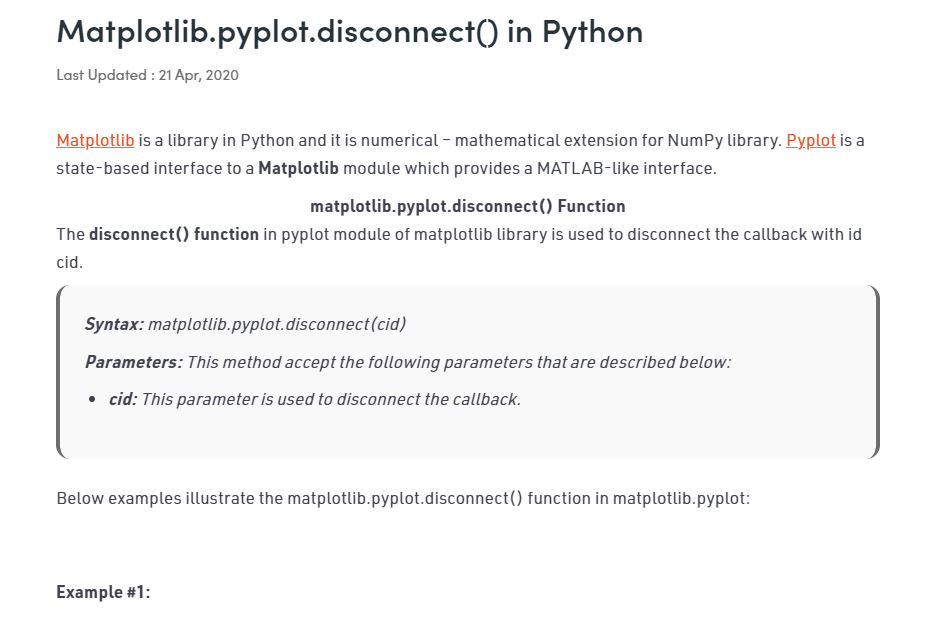 Matplotlib.pyplot.disconnect() in Python
Last Updated : 21 Apr, 2020
Matplotlib is a library in Python and it is numerical – mathematical extension for NumPy library. Pyplot is a
state-based interface to a Matplotlib module which provides a MATLAB-like interface.
matplotlib.pyplot.disconnect() Function
The disconnect() function in pyplot module of matplotlib library is used to disconnect the callback with id
cid.
Syntax: matplotlib.pyplot.disconnect(cid)
Parameters: This method accept the following parameters that are described below:
• cid: This parameter is used to disconnect the callback.
Below examples illustrate the matplotlib.pyplot.disconnect() function in matplotlib.pyplot:
Example #1: